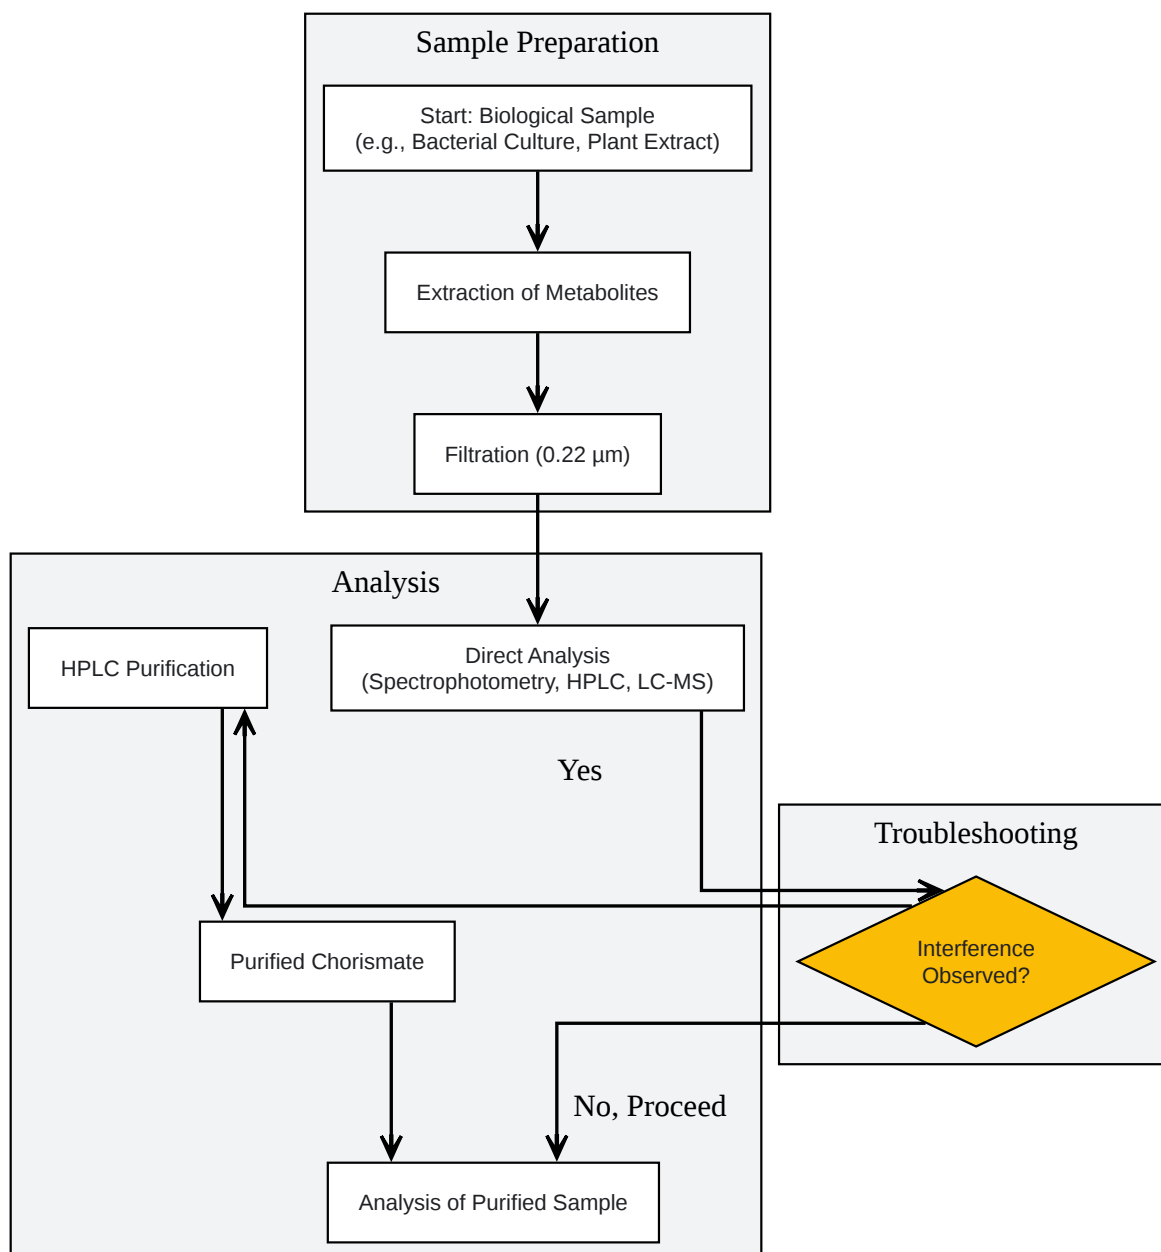 Sample Preparation
Start: Biological Sample
(e.g., Bacterial Culture, Plant Extract)
Extraction of Metabolites
Filtration (0.22 µm)
Analysis
HPLC Purification
Direct Analysis
(Spectrophotometry, HPLC, LC-MS)
Yes
Troubleshooting
Interference
Observed?
Purified Chorismate
No, Proceed
Analysis of Purified Sample